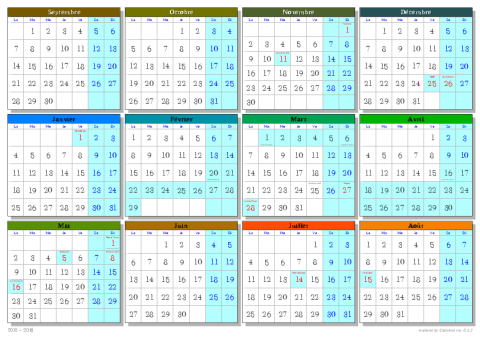 Septembre
Lu Ma Me Je Ve Sa Di
1 2 3 4 5 6
7 8 9 10 11 12 13
14 15 16 17 18 19 20
21 22 23 24 25 26 27
28 29 30
Octobre
Lu Ma Me Je Ve Sa Di
1 2 3 4
5 6 7 8 9 10 11
12 13 14 15 16 17 18
19 20 21 22 23 24 25
26 27 28 29 30 31
Novembre
Lu Ma Me Je Ve Sa Di
1
2 3 4 5 6 7 8
9 10 11 12 13 14 15
16 17 18 19 20 21 22
23 24 25 26 27 28 29
30
Décembre
Lu Ma Me Je Ve Sa Di
1 2 3 4 5 6
7 8 9 10 11 12 13
14 15 16 17 18 19 20
21 22 23 24 25 26 27
28 29 30 31
Janvier
Lu Ma Me Je Ve Sa Di
1 2 3
4 5 6 7 8 9 10
11 12 13 14 15 16 17
18 19 20 21 22 23 24
25 26 27 28 29 30 31
Février
Lu Ma Me Je Ve Sa Di
1 2 3 4 5 6 7
8 9 10 11 12 13 14
15 16 17 18 19 20 21
22 23 24 25 26 27 28
29
Mars
Lu Ma Me Je Ve Sa Di
1 2 3 4 5 6
7 8 9 10 11 12 13
14 15 16 17 18 19 20
21 22 23 24 25 26 27
28 29 30 31
Avril
Lu Ma Me Je Ve Sa Di
1 2 3
4 5 6 7 8 9 10
11 12 13 14 15 16 17
18 19 20 21 22 23 24
25 26 27 28 29 30
Mai
Lu Ma Me Je Ve Sa Di
1
2 3 4 5 6 7 8
9 10 11 12 13 14 15
16 17 18 19 20 21 22
23 24 25 26 27 28 29
30 31
Juin
Lu Ma Me Je Ve Sa Di
1 2 3 4 5
6 7 8 9 10 11 12
13 14 15 16 17 18 19
20 21 22 23 24 25 26
27 28 29 30
Juillet
Lu Ma Me Je Ve Sa Di
1 2 3
4 5 6 7 8 9 10
11 12 13 14 15 16 17
18 19 20 21 22 23 24
25 26 27 28 29 30 31
Août
Lu Ma Me Je Ve Sa Di
1 2 3 4 5 6 7
8 9 10 11 12 13 14
15 16 17 18 19 20 21
22 23 24 25 26 27 28
29 30 31
2015 - 2016